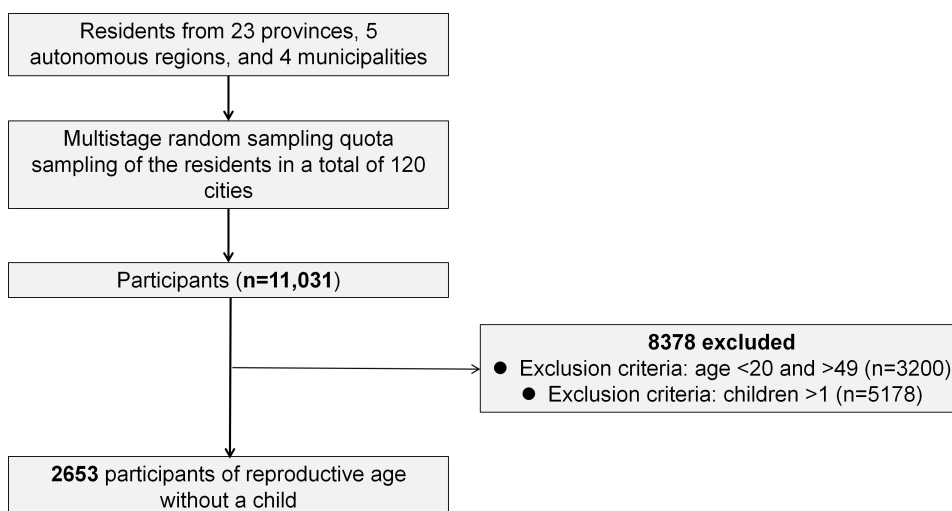 Residents from 23 provinces, 5
autonomous regions, and 4 municipalities
Multistage random sampling quota
sampling of the residents in a total of 120
cities
Participants (n=11,031)
8378 excluded
● Exclusion criteria: age <20 and >49 (n=3200)
● Exclusion criteria: children >1 (n=5178)
2653 participants of reproductive age
without a child